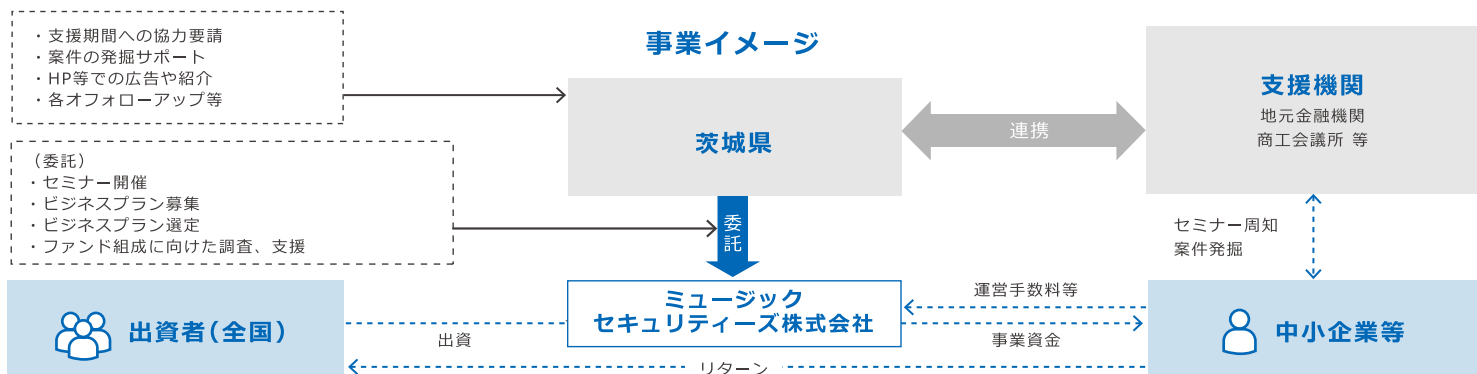 ・支援期間への協力要請
・案件の発掘サポート
・HP等での広告や紹介
・各オフォローアップ等
事業イメージ
茨城県
連携
支援機関
地元金融機関
商工会議所 等
（委託）
・セミナー開催
・ビジネスプラン募集
・ビジネスプラン選定
・ファンド組成に向けた調査、支援
委託
セミナー周知
案件発掘
出資者（全国）
出資
ミュージック
セキュリティーズ株式会社
運営手数料等
事業資金
中小企業等
リターン